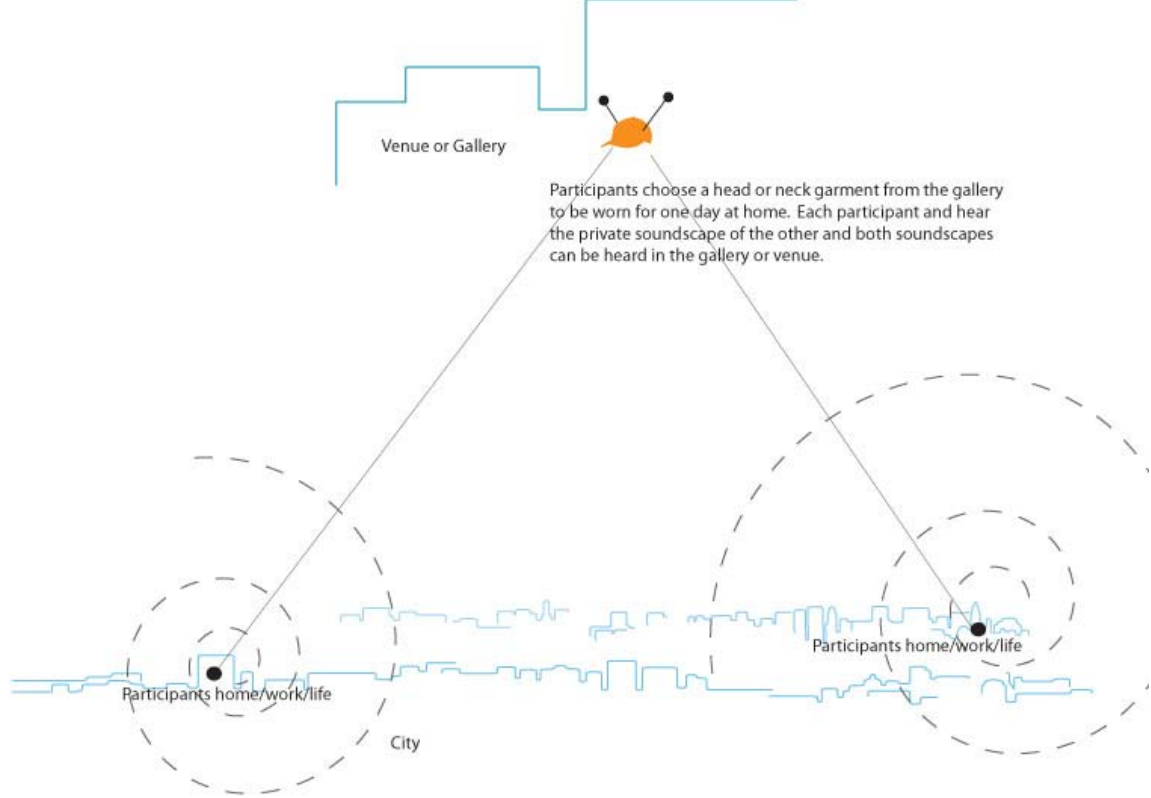 Venue or Gallery
Participants choose a head or neck garment from the gallery
to be worn for one day at home. Each participant and hear
the private soundscape of the other and both soundscapes
can be heard in the gallery or venue.
Participants home/work/life
Participants home/work/life
City